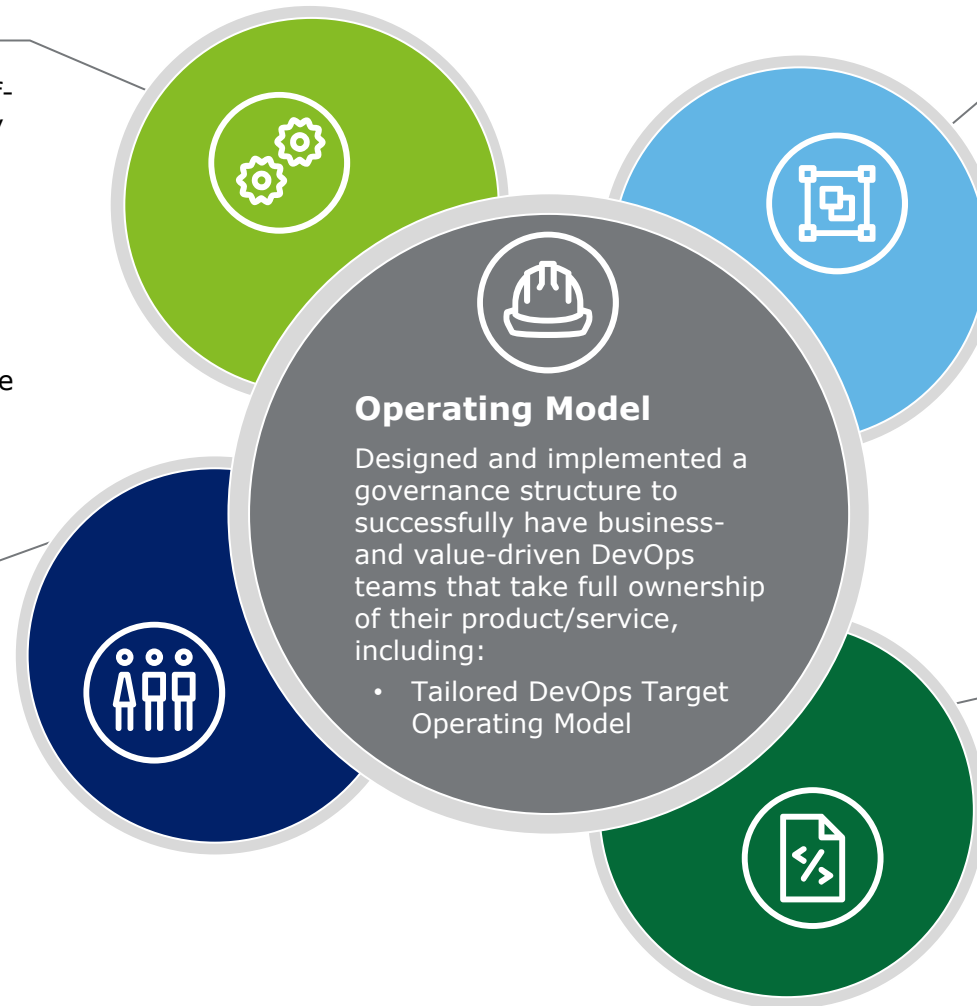 f-
y
e
Operating Model
Designed and implemented a
governance structure to
successfully have business-
and value-driven DevOps
teams that take full ownership
of their product/service,
including:
• Tailored DevOps Target
Operating Model